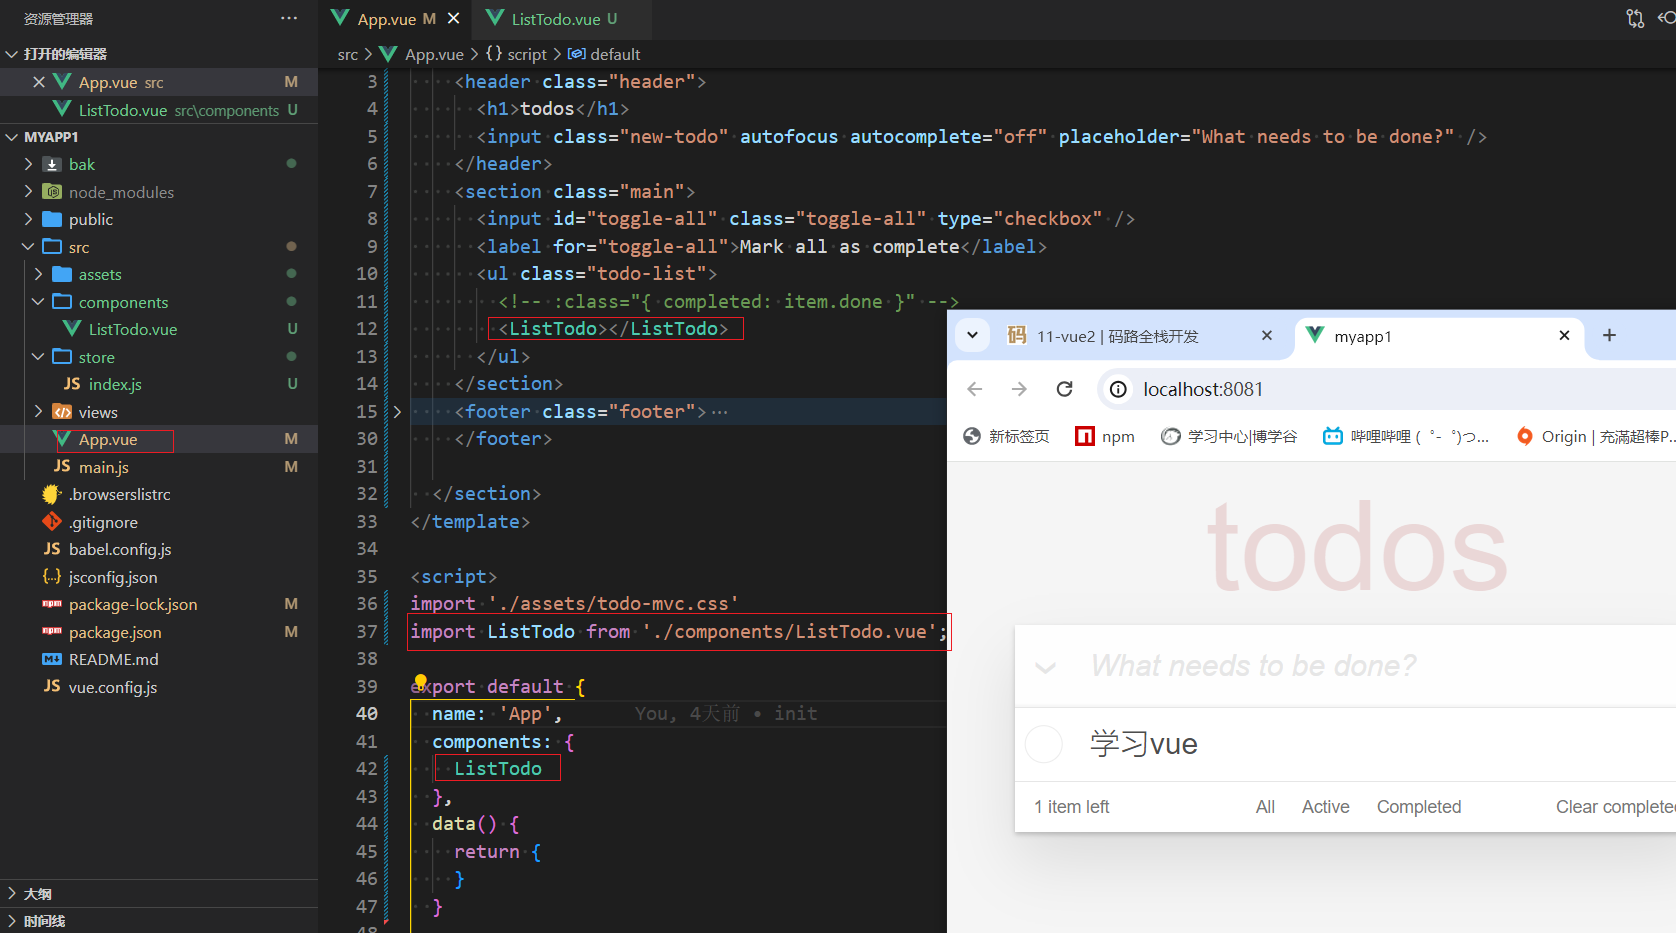 资源管理器 ···
打开的编辑器
App.vue src M
ListTodo.vue src\components U
MYAPP1
bak
node_modules
public
src
assets
components
ListTodo.vue U
store
JS index.js U
views
App.vue M
JS main.js M
.browserslistrc
.gitignore
JS babel.config.js
{..} jsconfig.json
npm package-lock.json M
npm package.json M
M↓ README.md
JS vue.config.js
大纲
时间线
App.vue M
ListTodo.vue U
src > App.vue > {} script > default
3 <header class="header">
4 <h1>todos</h1>
5 <input class="new-todo" autofocus autocomplete="off" placeholder="What needs to be done?" />
6 </header>
7 <section class="main">
8 <input id="toggle-all" class="toggle-all" type="checkbox" />
9 <label for="toggle-all">Mark all as complete</label>
10 <ul class="todo-list">
11 <!-- :class="{ completed: item.done }" -->
12 <ListTodo></ListTodo>
13 </ul>
14 </section>
15 <footer class="footer">···
30 </footer>
31
32 </section>
33 </template>
34
35 <script>
36 import './assets/todo-mvc.css'
37 import ListTodo from './components/ListTodo.vue';
38
39 export default {
40 name: 'App', You, 4天前 • init
41 components: {
42 ListTodo
43 },
44 data() {
45 return {
46 }
47 }
48
码 11-vue2 | 码路全栈开发
myapp1
localhost:8081
新标签页
npm
学习中心|博学谷
哔哩哔哩 (゜-゜)つ...
Origin | 充满超棒P...
todos
What needs to be done?
学习vue
1 item left
All
Active
Completed
Clear complete